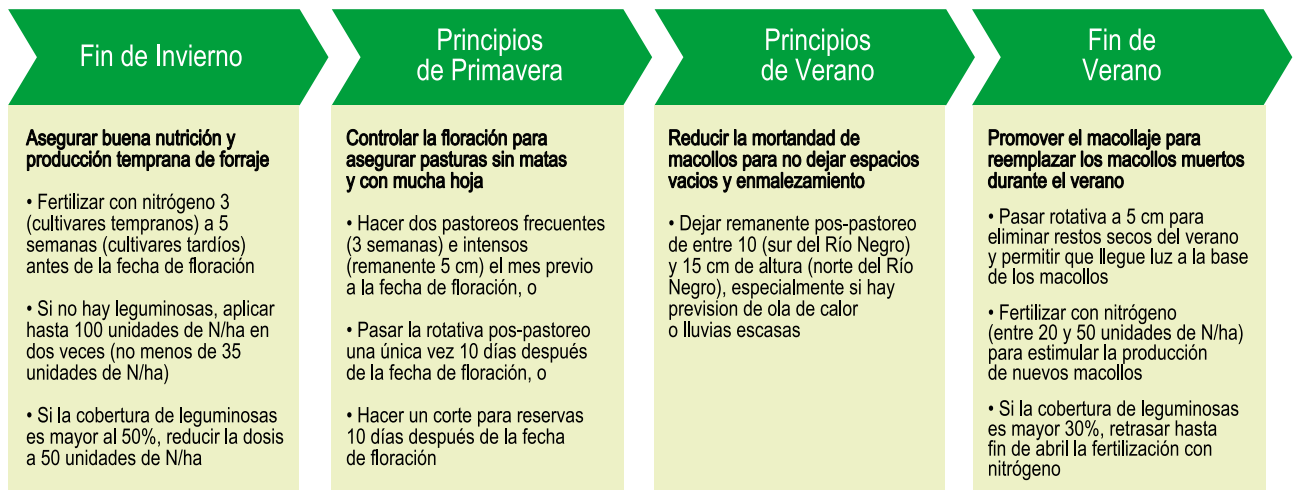 Fin de Invierno
Asegurar buena nutrición y
producción temprana de forraje
• Fertilizar con nitrógeno 3
(cultivares tempranos) a 5
semanas (cultivares tardíos)
antes de la fecha de floración
• Si no hay leguminosas, aplicar
hasta 100 unidades de N/ha en
dos veces (no menos de 35
unidades de N/ha)
• Si la cobertura de leguminosas
es mayor al 50%, reducir la dosis
a 50 unidades de N/ha
Principios
de Primavera
Controlar la floración para
asegurar pasturas sin matas
y con mucha hoja
• Hacer dos pastoreos frecuentes
(3 semanas) e intensos
(remanente 5 cm) el mes previo
a la fecha de floración, o
• Pasar la rotativa pos-pastoreo
una única vez 10 días después
de la fecha de floración, o
• Hacer un corte para reservas
10 días después de la fecha
de floración
Principios
de Verano
Reducir la mortandad de
macollos para no dejar espacios
vacios y enmalezamiento
• Dejar remanente pos-pastoreo
de entre 10 (sur del Río Negro)
y 15 cm de altura (norte del Río
Negro), especialmente si hay
prevision de ola de calor
o lluvias escasas
Fin de
Verano
Promover el macollaje para
reemplazar los macollos muertos
durante el verano
• Pasar rotativa a 5 cm para
eliminar restos secos del verano
y permitir que llegue luz a la base
de los macollos
• Fertilizar con nitrógeno
(entre 20 y 50 unidades de N/ha)
para estimular la producción
de nuevos macollos
• Si la cobertura de leguminosas
es mayor 30%, retrasar hasta
fin de abril la fertilización con
nitrógeno